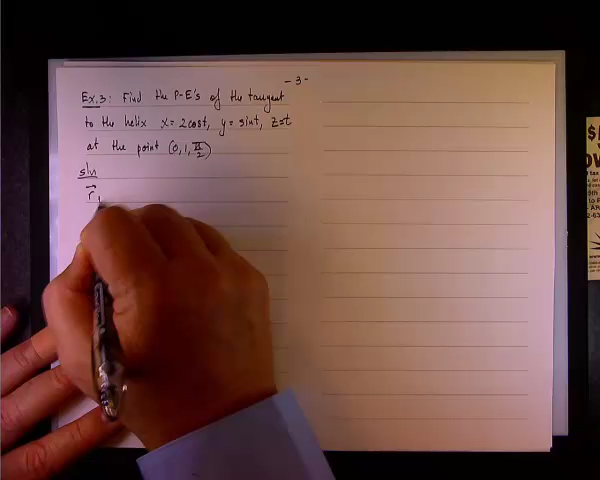 - 3 -
Ex.3: Find the P-E's of the tangent
to the helix x = 2cost, y = sint, z=t
at the point (0, 1, π/2)
sln
r